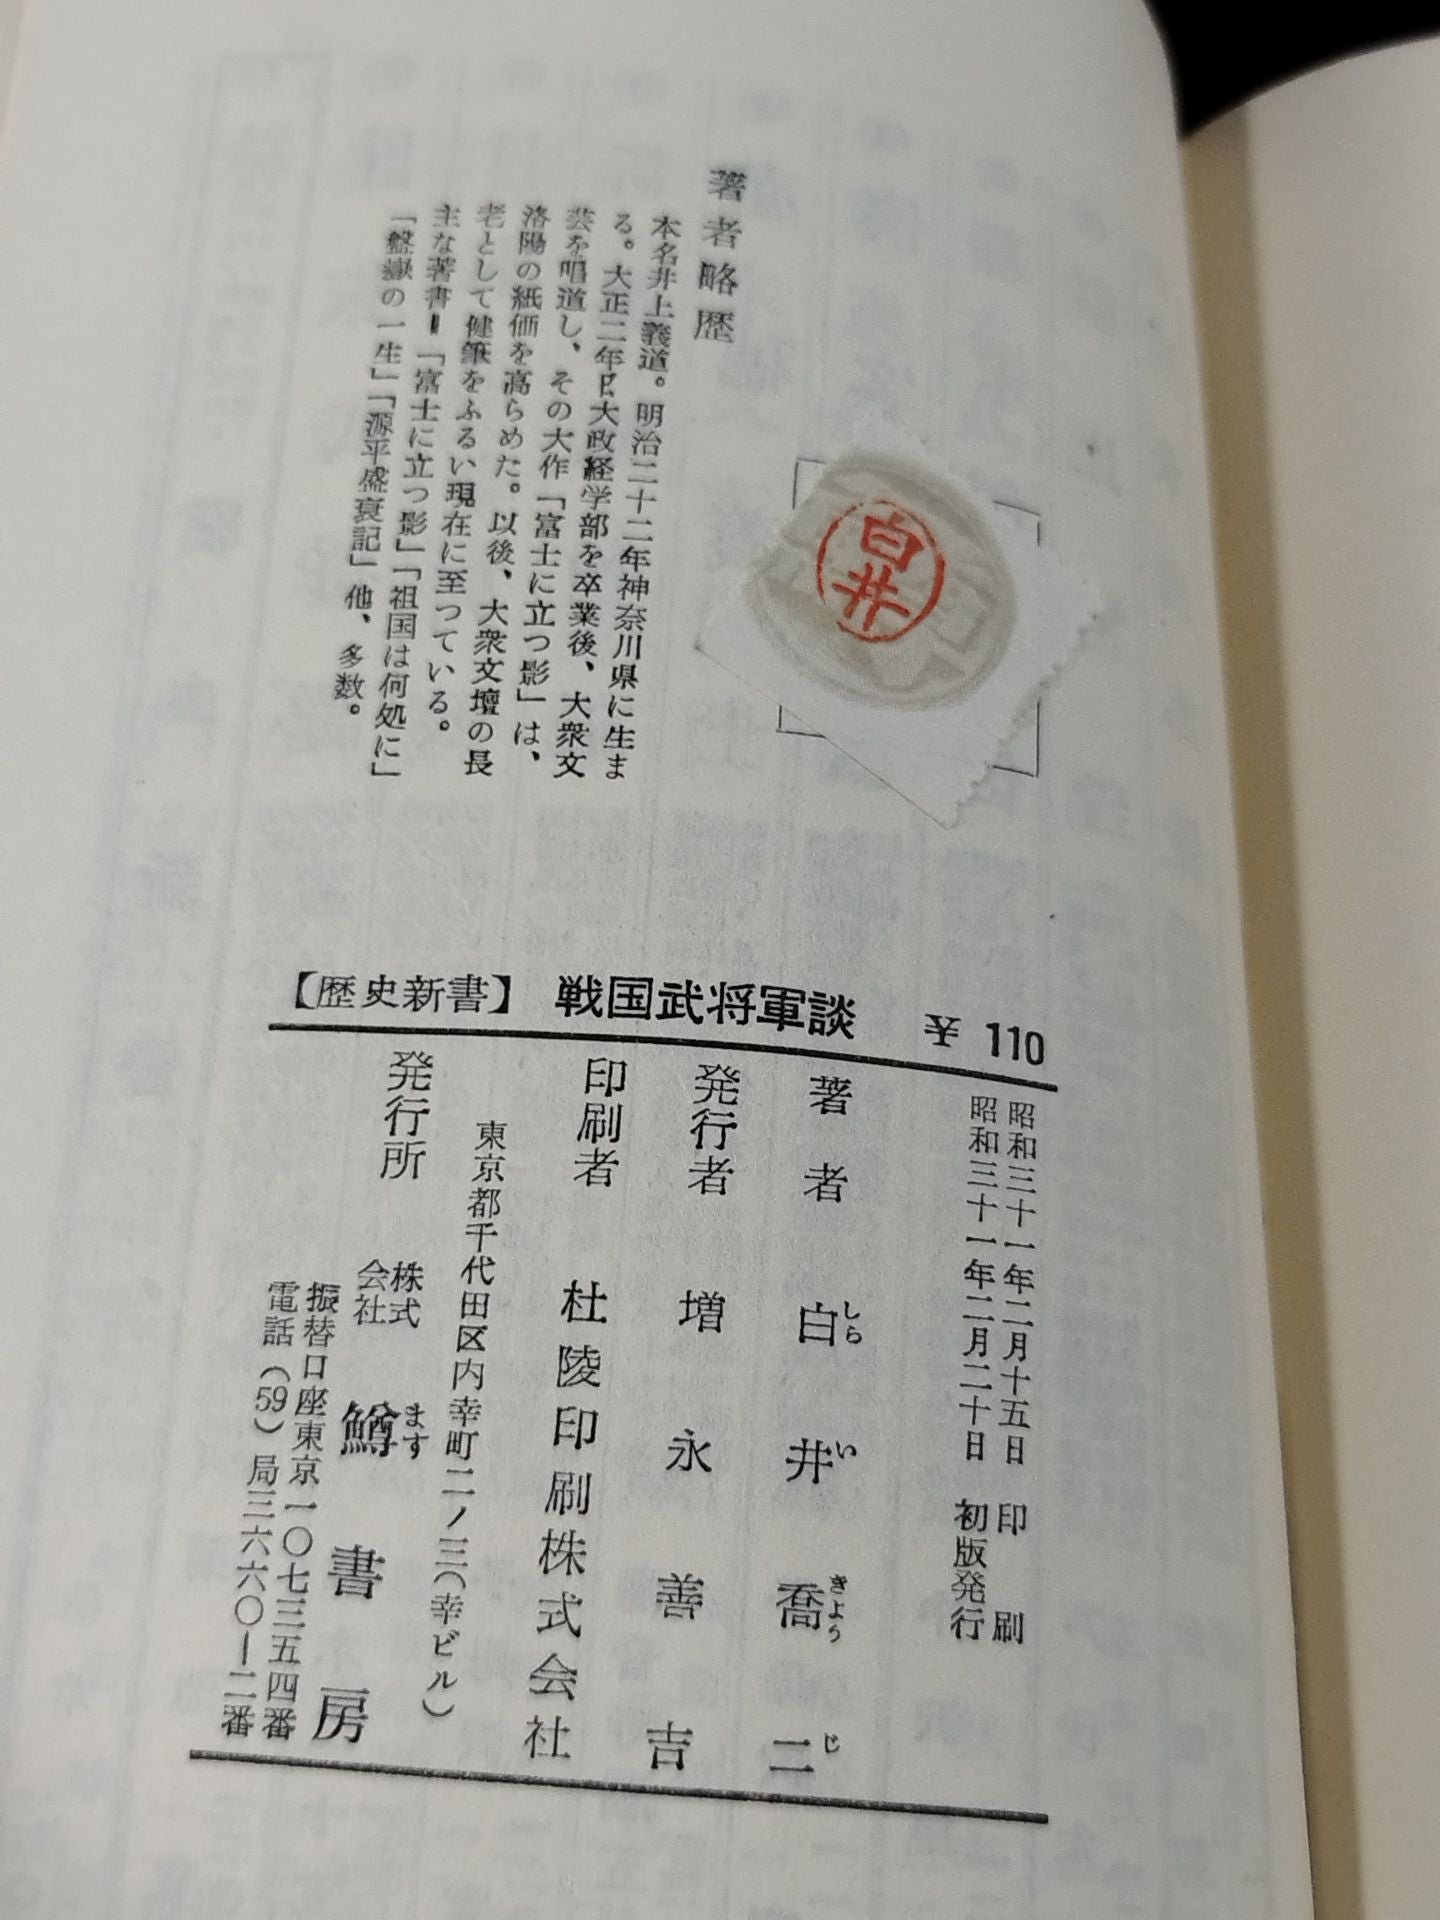 著者略歴
本名井上義道。明治二十二年神奈川県に生ま
る。大正二年日大政経学部を卒業後、大衆文
芸を唱道し、その大作「富士に立つ影」は、
洛陽の紙価を高らめた。以後、大衆文壇の長
老として健筆をふるい現在に至つている。
主な著書＝「富士に立つ影」「祖国は何処に」
「盤嶽の一生」「源平盛衰記」他、多数。
白井
【歴史新書】 戦国武将軍談 ¥110
昭和三十一年二月十五日 印刷
昭和三十一年二月二十日 初版発行
著者 白井喬二
しら い きよう じ
発行者 増永善吉
印刷者 杜陵印刷株式会社
東京都千代田区内幸町二ノ三(幸ビル)
発行所 株式会社 鱒書房
ます
振替口座東京一〇七三五四番
電話(59)局三六六〇ー二番